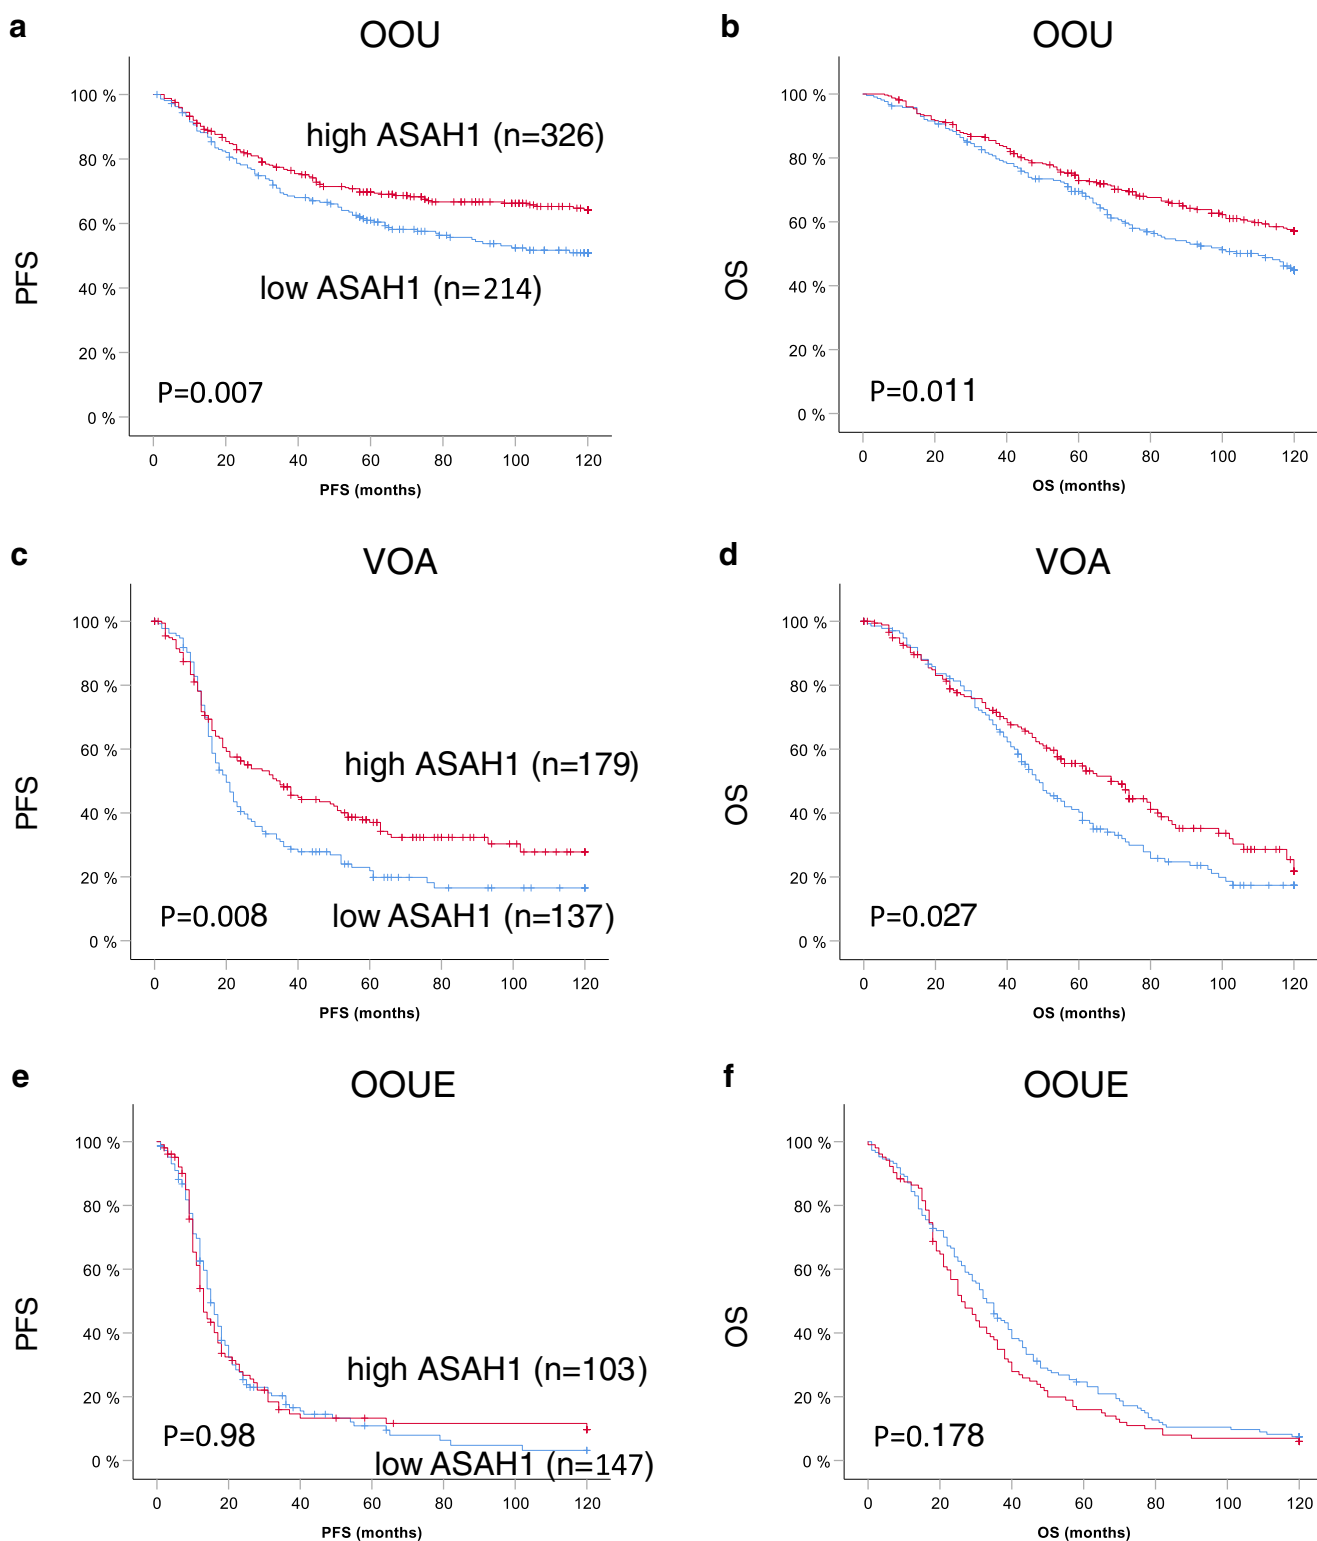 a
OOU
100 %
80 %
60 %
40 %
20 %
0 %
PFS
high ASAH1 (n=326)
low ASAH1 (n=214)
P=0.007
0 20 40 60 80 100 120
PFS (months)
b
OOU
100 %
80 %
60 %
40 %
20 %
0 %
OS
P=0.011
0 20 40 60 80 100 120
OS (months)
c
VOA
100 %
80 %
60 %
40 %
20 %
0 %
PFS
high ASAH1 (n=179)
P=0.008
low ASAH1 (n=137)
0 20 40 60 80 100 120
PFS (months)
d
VOA
100 %
80 %
60 %
40 %
20 %
0 %
OS
P=0.027
0 20 40 60 80 100 120
OS (months)
e
OOUE
100 %
80 %
60 %
40 %
20 %
0 %
PFS
high ASAH1 (n=103)
P=0.98
low ASAH1 (n=147)
0 20 40 60 80 100 120
PFS (months)
f
OOUE
100 %
80 %
60 %
40 %
20 %
0 %
OS
P=0.178
0 20 40 60 80 100 120
OS (months)